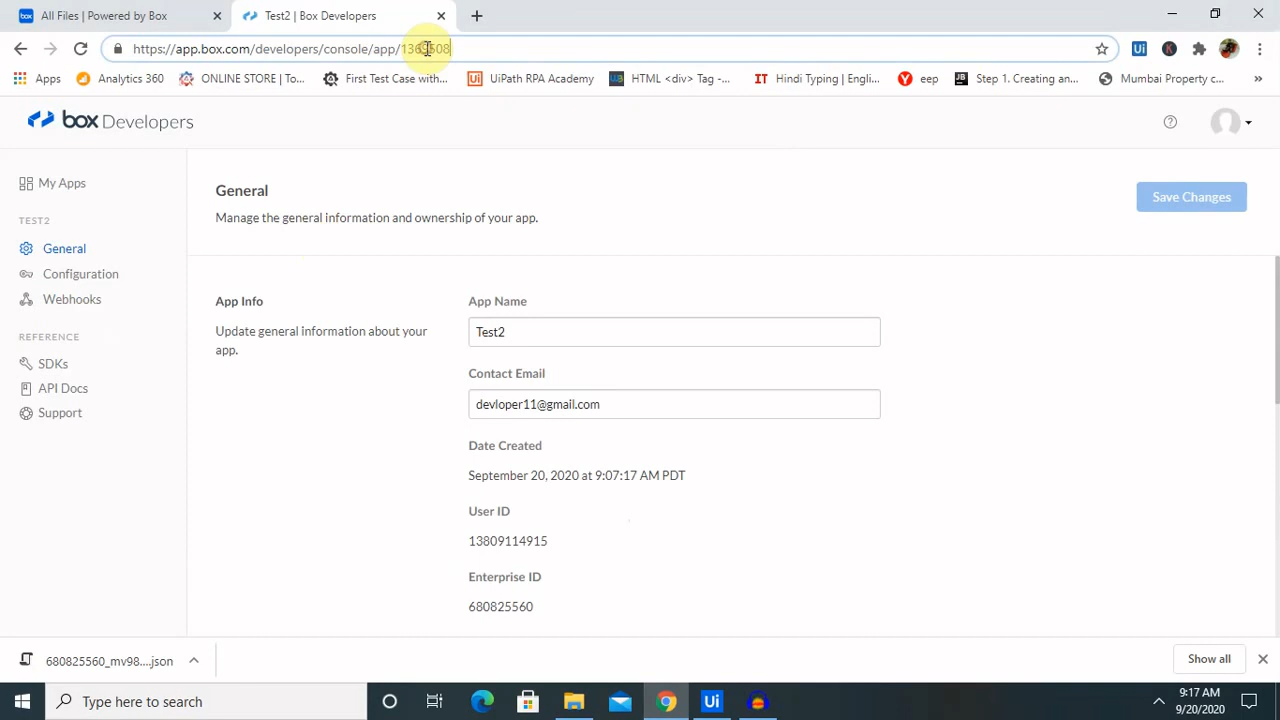 All Files | Powered by Box
Test2 | Box Developers
https://app.box.com/developers/console/app/1369508
Apps
Analytics 360
ONLINE STORE | To...
First Test Case with...
UiPath RPA Academy
HTML <div> Tag -...
Hindi Typing | Engli...
eep
Step 1. Creating an...
Mumbai Property c...
»
box Developers
My Apps
TEST2
General
Configuration
Webhooks
REFERENCE
SDKs
API Docs
Support
General
Manage the general information and ownership of your app.
Save Changes
App Info
Update general information about your
app.
App Name
Test2
Contact Email
devloper11@gmail.com
Date Created
September 20, 2020 at 9:07:17 AM PDT
User ID
13809114915
Enterprise ID
680825560
680825560_mv98....json
Show all
Type here to search
9:17 AM
9/20/2020